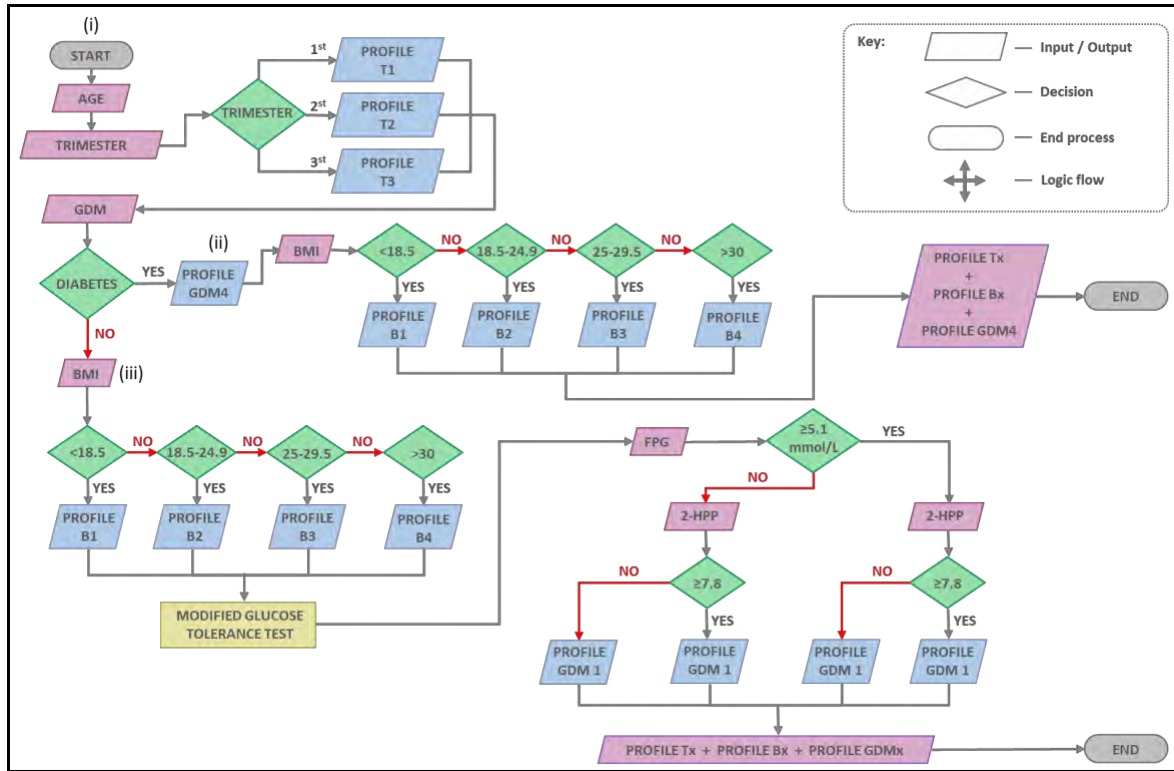 (i)
START
AGE
TRIMESTER
TRIMESTER
1st
PROFILE
T1
2st
PROFILE
T2
3st
PROFILE
T3
Key:
Input / Output
Decision
End process
Logic flow
GDM
DIABETES
YES
(ii)
PROFILE
GDM4
BMI
<18.5
NO
18.5-24.9
NO
25-29.5
NO
>30
YES
YES
YES
YES
PROFILE
B1
PROFILE
B2
PROFILE
B3
PROFILE
B4
PROFILE Tx
+
PROFILE Bx
+
PROFILE GDM4
END
NO
BMI
(iii)
<18.5
NO
18.5-24.9
NO
25-29.5
NO
>30
YES
YES
YES
YES
PROFILE
B1
PROFILE
B2
PROFILE
B3
PROFILE
B4
MODIFIED GLUCOSE
TOLERANCE TEST
FPG
≥5.1
mmol/L
YES
NO
2-HPP
2-HPP
NO
≥7.8
NO
≥7.8
YES
YES
PROFILE
GDM 1
PROFILE
GDM 1
PROFILE
GDM 1
PROFILE
GDM 1
PROFILE Tx + PROFILE Bx + PROFILE GDMx
END